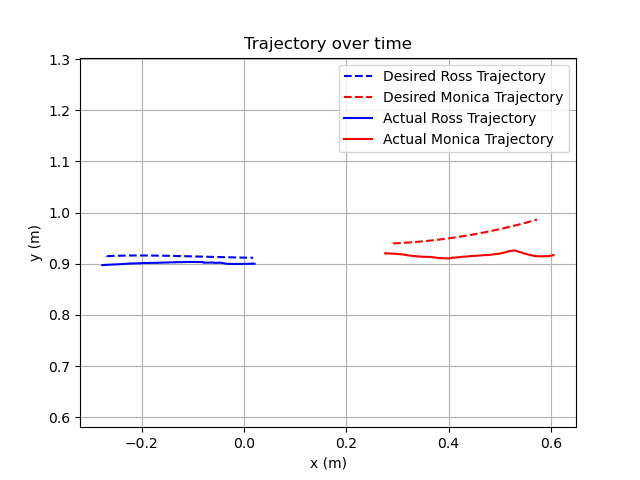 Trajectory over time
Desired Ross Trajectory
Desired Monica Trajectory
Actual Ross Trajectory
Actual Monica Trajectory
y (m)
1.3
1.2
1.1
1.0
0.9
0.8
0.7
0.6
−0.2 0.0 0.2 0.4 0.6
x (m)